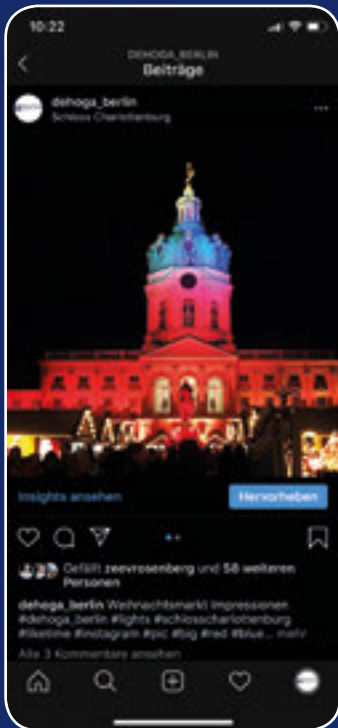 10:22
DEHOGA_BERLIN
Beiträge
dehoga_berlin
Schloss Charlottenburg
Insights ansehen
Hervorheben
Gefällt zeevrosenberg und 58 weiteren
Personen
dehoga_berlin Weihnachtsmarkt Impressionen
#dehoga_berlin #lights #schlosscharlottenburg
#liketime #instagram #pic #big #red #blue... mehr
Alle 3 Kommentare ansehen